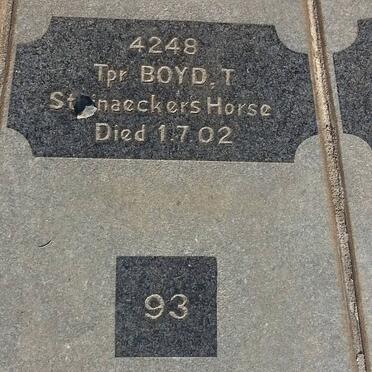 4248
Tpr BOYD, T
Horse
Died 1.7 02
93